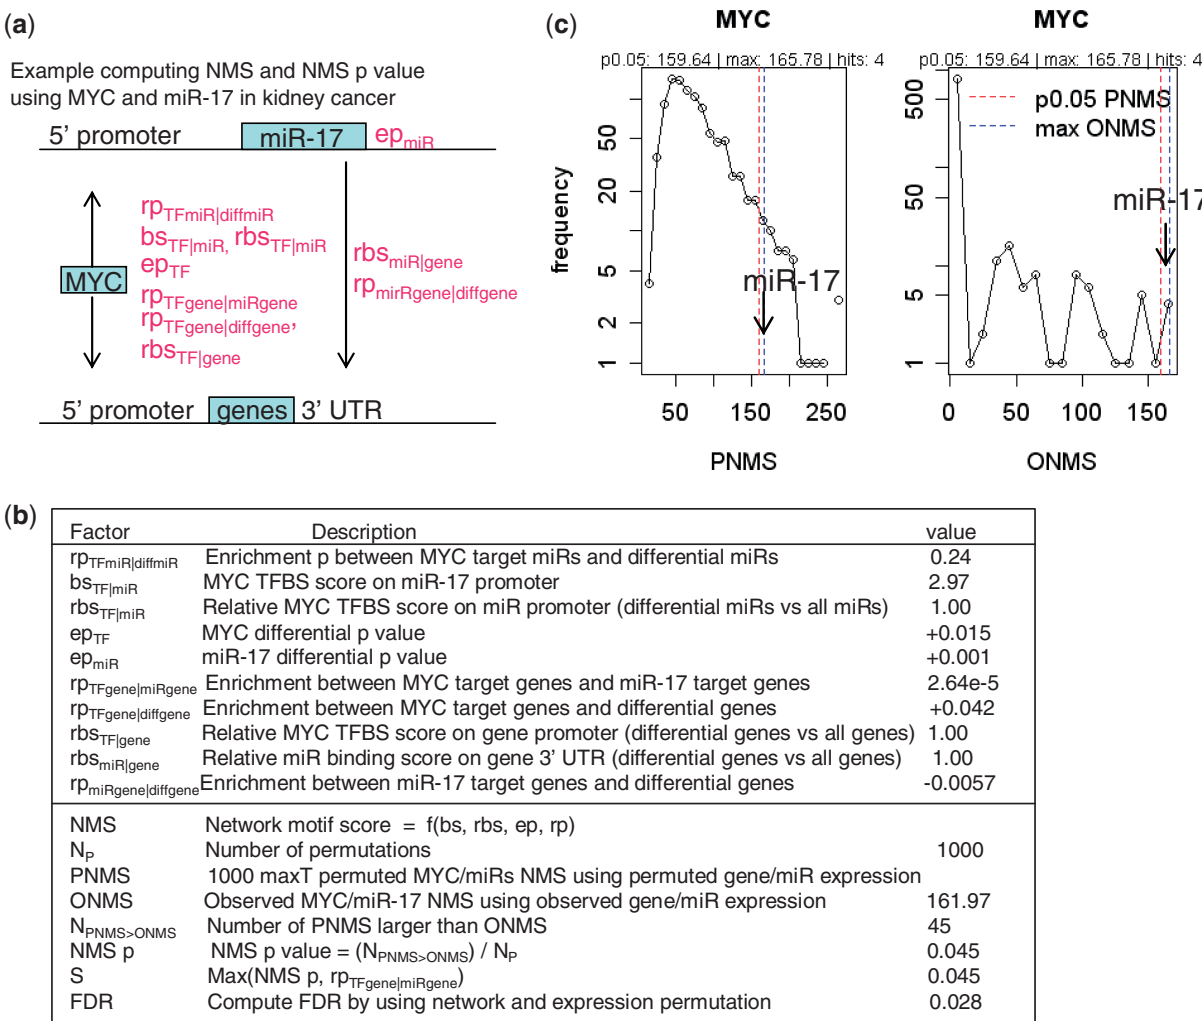 (a)
Example computing NMS and NMS p value
using MYC and miR-17 in kidney cancer
5' promoter miR-17 ep_miR
rp_TFmiR|diffmiR
bs_TF|miR, rbs_TF|miR
ep_TF
MYC
rp_TFgene|miRgene
rp_TFgene|diffgene,
rbs_TF|gene
rbs_miR|gene
rp_mirRgene|diffgene
5' promoter genes 3' UTR
(c)
MYC
p0.05: 159.64 | max: 165.78 | hits: 4
frequency
50
20
5
2
1
miR-17
50 150 250
PNMS
MYC
p0.05: 159.64 | max: 165.78 | hits: 4
p0.05 PNMS
max ONMS
500
50
5
1
miR-17
0 50 100 150
ONMS
(b)
Factor Description value
rp_TFmiR|diffmiR Enrichment p between MYC target miRs and differential miRs 0.24
bs_TF|miR MYC TFBS score on miR-17 promoter 2.97
rbs_TF|miR Relative MYC TFBS score on miR promoter (differential miRs vs all miRs) 1.00
ep_TF MYC differential p value +0.015
ep_miR miR-17 differential p value +0.001
rp_TFgene|miRgene Enrichment between MYC target genes and miR-17 target genes 2.64e-5
rp_TFgene|diffgene Enrichment between MYC target genes and differential genes +0.042
rbs_TF|gene Relative MYC TFBS score on gene promoter (differential genes vs all genes) 1.00
rbs_miR|gene Relative miR binding score on gene 3' UTR (differential genes vs all genes) 1.00
rp_miRgene|diffgene Enrichment between miR-17 target genes and differential genes -0.0057
NMS Network motif score = f(bs, rbs, ep, rp)
N_P Number of permutations 1000
PNMS 1000 maxT permuted MYC/miRs NMS using permuted gene/miR expression
ONMS Observed MYC/miR-17 NMS using observed gene/miR expression 161.97
N_PNMS>ONMS Number of PNMS larger than ONMS 45
NMS p NMS p value = (N_PNMS>ONMS) / N_P 0.045
S Max(NMS p, rp_TFgene|miRgene) 0.045
FDR Compute FDR by using network and expression permutation 0.028